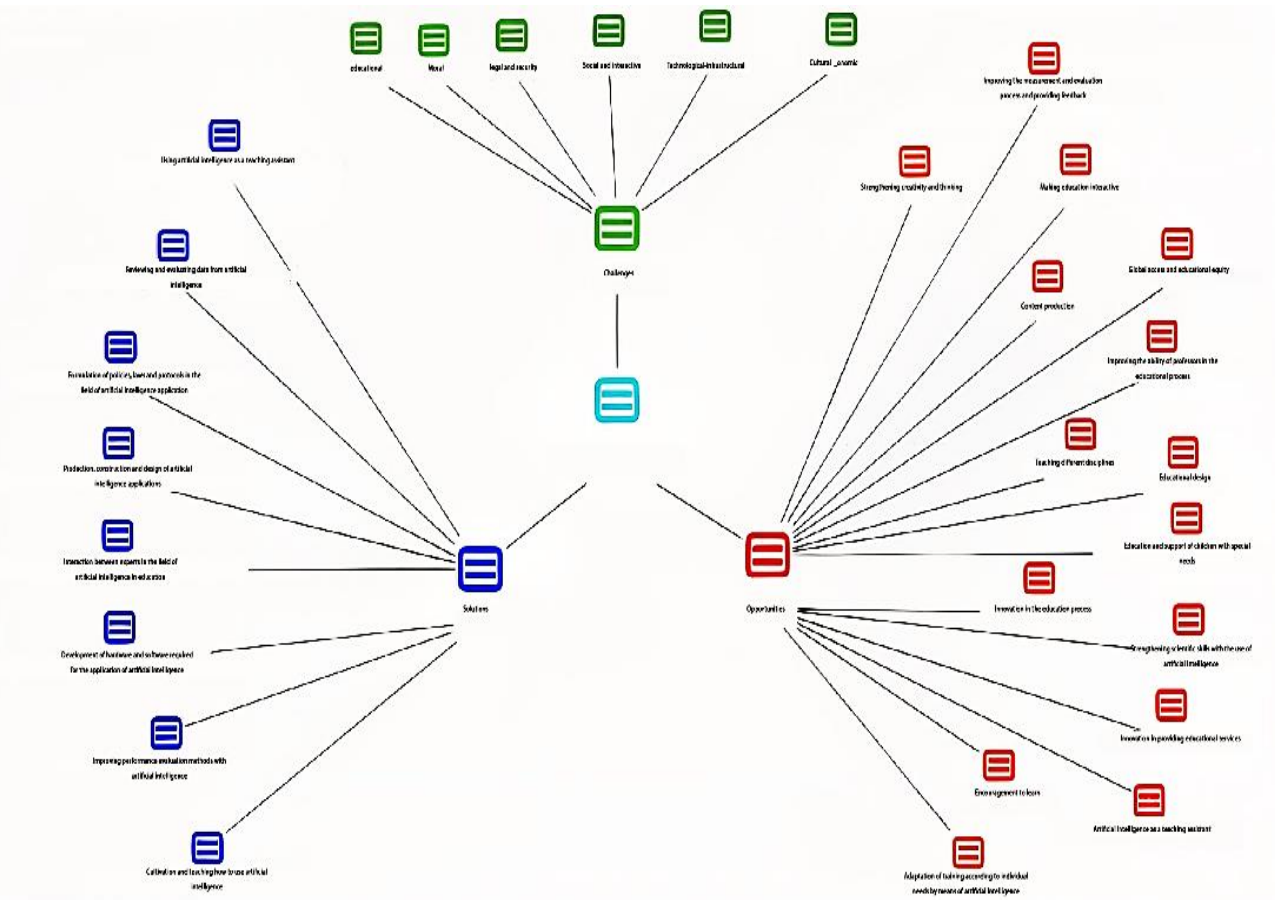 educational
Moral
legal and security
Social and interactive
Technological-infrastructural
Cultural _onomic
Challenges
Using artificial intelligence as a teaching assistant
Reviewing and evaluating data from artificial
intelligence
Formulation of policies, laws and protocols in the
field of artificial intelligence application
Production, construction and design of artificial
intelligence applications
Interaction between experts in the field of
artificial intelligence in education
Development of hardware and software required
for the application of artificial intelligence
Improving performance evaluation methods with
artificial intelligence
Cultivation and teaching how to use artificial
intelligence
Solutions
Improving the measurement and evaluation
process and providing feedback
Strengthening creativity and thinking
Making education interactive
Global access and educational equity
Content production
Improving the ability of professors in the
educational process
Teaching different disciplines
Educational design
Education and support of children with special
needs
Innovation in the education process
Strengthening scientific skills with the use of
artificial intelligence
Innovation in providing educational services
Encouragement to learn
Artificial intelligence as a teaching assistant
Adaptation of training according to individual
needs by means of artificial intelligence
Opportunities